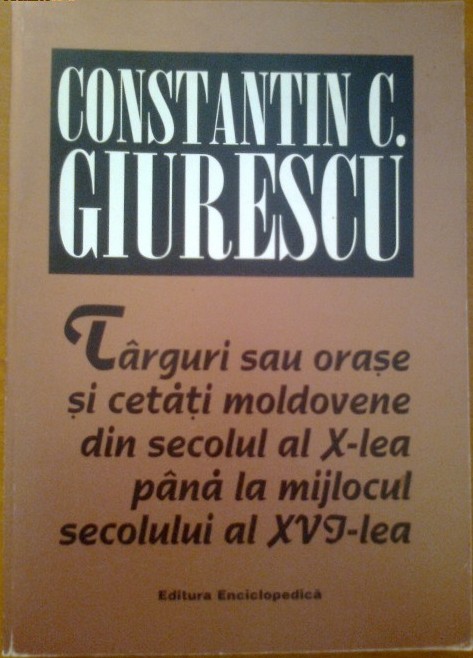 CONSTANTIN C.
GIURESCU
Târguri sau orașe
și cetăți moldovene
din secolul al X-lea
până la mijlocul
secolului al XVI-lea
Editura Enciclopedică